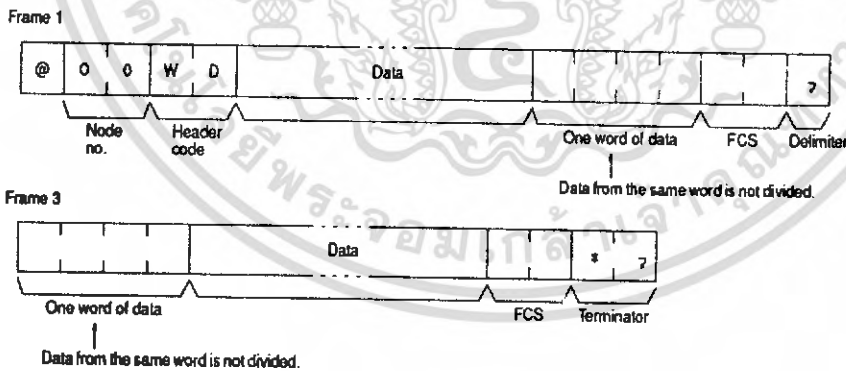 Frame 1
@ 0 0 W D Data
Node no. Header code One word of data FCS Delimiter
Data from the same word is not divided.
Frame 3
Data *
One word of data FCS Terminator
Data from the same word is not divided.